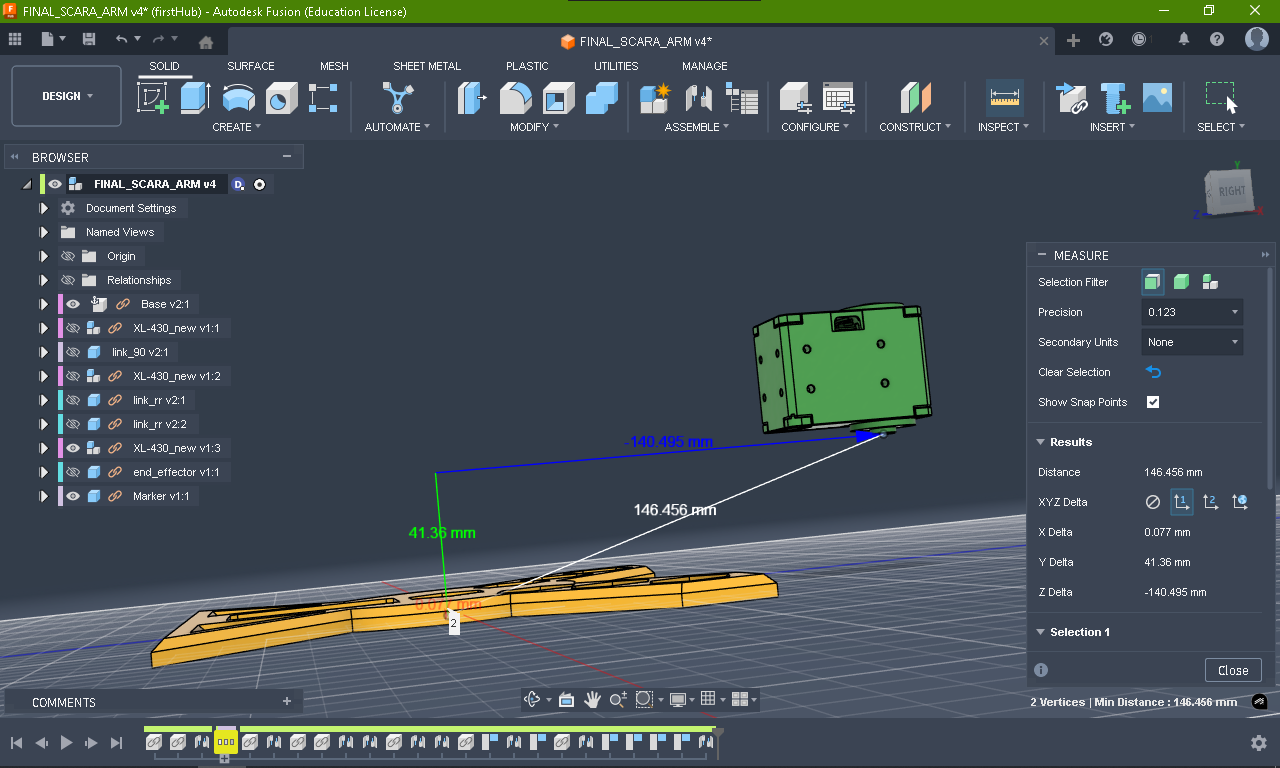 FINAL_SCARA_ARM v4* (firstHub) - Autodesk Fusion (Education License)
FINAL_SCARA_ARM v4*
SOLID SURFACE MESH SHEET METAL PLASTIC UTILITIES MANAGE
DESIGN
CREATE AUTOMATE MODIFY ASSEMBLE CONFIGURE CONSTRUCT INSPECT INSERT SELECT
BROWSER
FINAL_SCARA_ARM v4
Document Settings
Named Views
Origin
Relationships
Base v2:1
XL-430_new v1:1
link_90 v2:1
XL-430_new v1:2
link_rr v2:1
link_rr v2:2
XL-430_new v1:3
end_effector v1:1
Marker v1:1
Y
RIGHT
Z
-140.495 mm
146.456 mm
41.36 mm
0.077 mm
2
MEASURE
Selection Filter
Precision 0.123
Secondary Units None
Clear Selection
Show Snap Points
Results
Distance 146.456 mm
XYZ Delta 1 2
X Delta 0.077 mm
Y Delta 41.36 mm
Z Delta -140.495 mm
Selection 1
Close
2 Vertices | Min Distance : 146.456 mm
COMMENTS